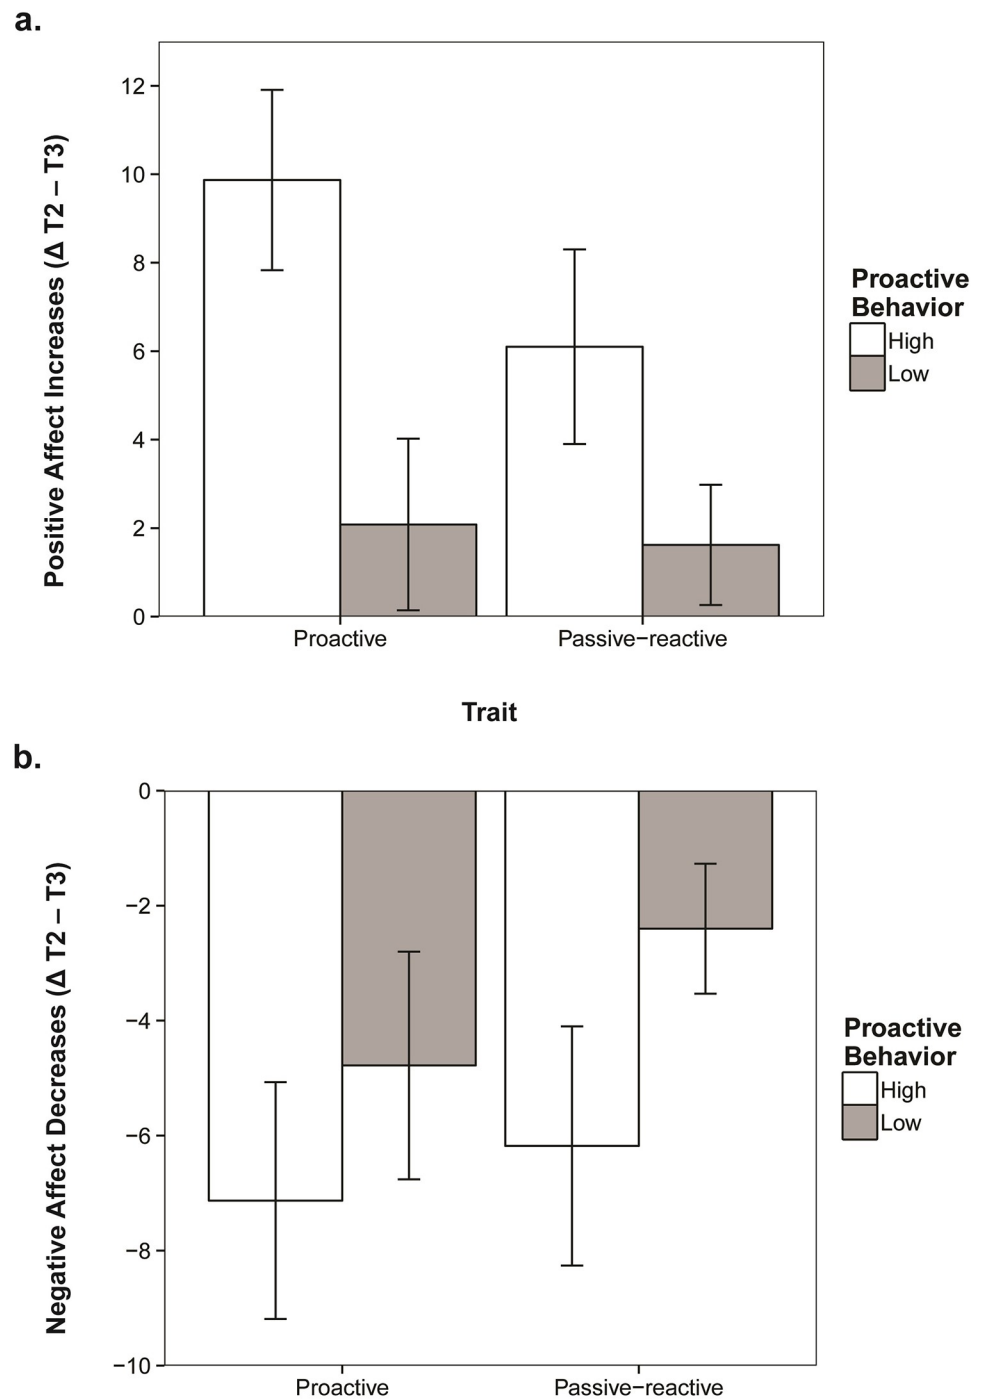 a.
Positive Affect Increases (Δ T2 – T3)
12
10
8
6
4
2
0
Proactive
Passive−reactive
Trait
Proactive
Behavior
High
Low
b.
Negative Affect Decreases (Δ T2 – T3)
0
−2
−4
−6
−8
−10
Proactive
Passive−reactive
Proactive
Behavior
High
Low